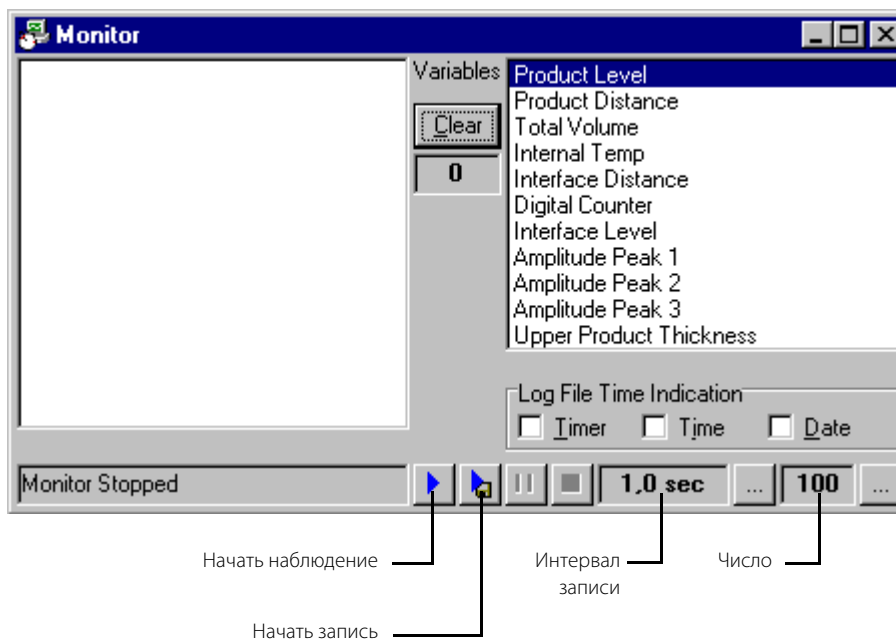 Monitor
Variables
Clear
0
Product Level
Product Distance
Total Volume
Internal Temp
Interface Distance
Digital Counter
Interface Level
Amplitude Peak 1
Amplitude Peak 2
Amplitude Peak 3
Upper Product Thickness
Log File Time Indication
Timer Time Date
Monitor Stopped 1,0 sec ... 100 ...
Начать наблюдение
Интервал записи
Число
Начать запись